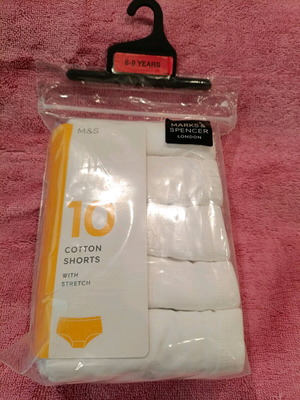 8-9 YEARS
M&S
MARKS &
SPENCER
LONDON
10
COTTON
SHORTS
WITH
STRETCH